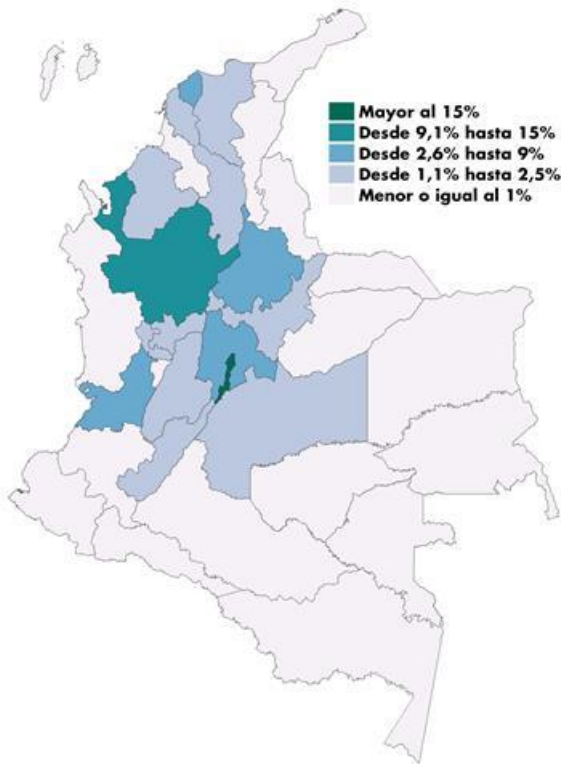 Mayor al 15%
Desde 9,1% hasta 15%
Desde 2,6% hasta 9%
Desde 1,1% hasta 2,5%
Menor o igual al 1%